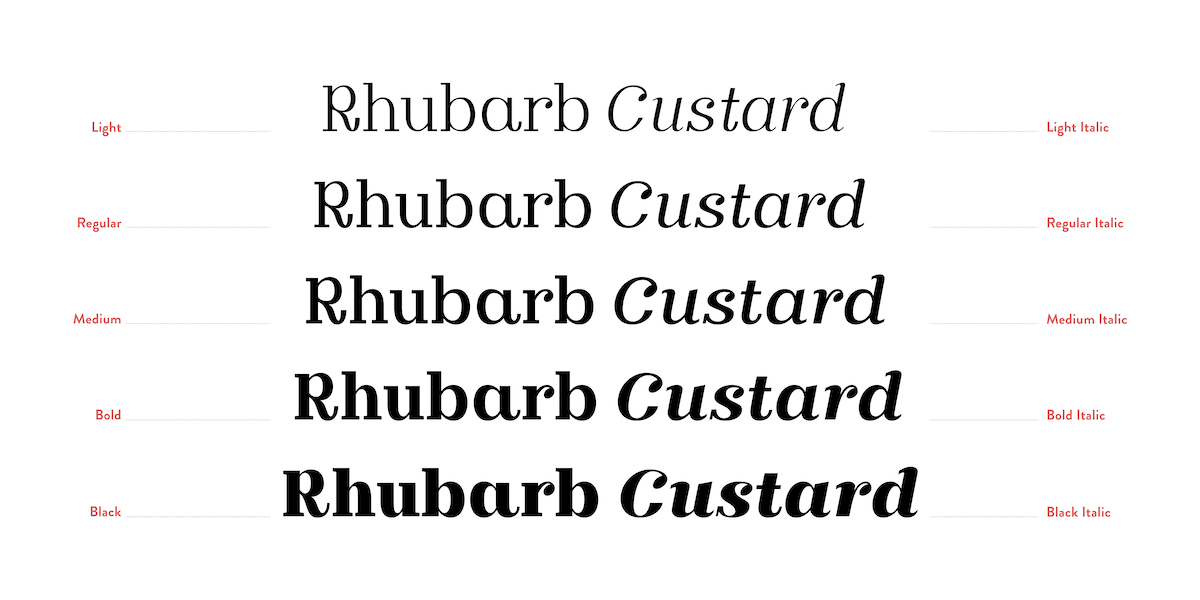 Light Rhubarb Custard Light Italic
Regular Rhubarb Custard Regular Italic
Medium Rhubarb Custard Medium Italic
Bold Rhubarb Custard Bold Italic
Black Rhubarb Custard Black Italic